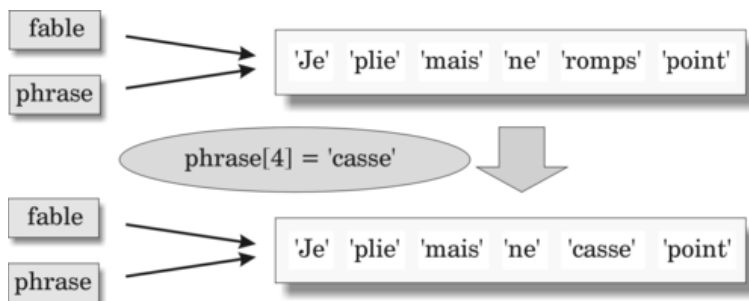 fable
phrase
'Je' 'plie' 'mais' 'ne' 'romps' 'point'
phrase[4] = 'casse'
fable
phrase
'Je' 'plie' 'mais' 'ne' 'casse' 'point'